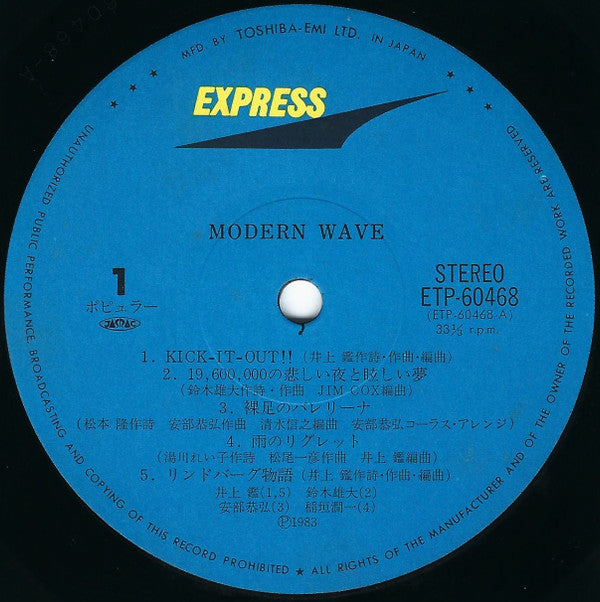 MFD. BY TOSHIBA-EMI LTD. IN JAPAN
EXPRESS
MODERN WAVE
1
ポピュラー
JASRAC
STEREO
ETP-60468
(ETP-60468-A)
33⅓ r.p.m.
1. KICK-IT-OUT!! (井上 鑑作詩・作曲・編曲)
2. 19,600,000の悲しい夜と眩しい夢
(鈴木雄大作詩・作曲 JIM COX編曲)
3. 裸足のバレリーナ
(松本 隆作詩 安部恭弘作曲 清水信之編曲 安部恭弘コーラス・アレンジ)
4. 雨のリグレット
(湯川れい子作詩 松尾一彦作曲 井上 鑑編曲)
5. リンドバーグ物語 (井上 鑑作詩・作曲・編曲)
井上 鑑(1,5) 鈴木雄大(2)
安部恭弘(3) 稲垣潤一(4)
Ⓟ1983
UNAUTHORIZED PUBLIC PERFORMANCE, BROADCASTING AND COPYING OF THIS RECORD PROHIBITED ★ ALL RIGHTS OF THE MANUFACTURER AND OF THE OWNER OF THE RECORDED WORK ARE RESERVED